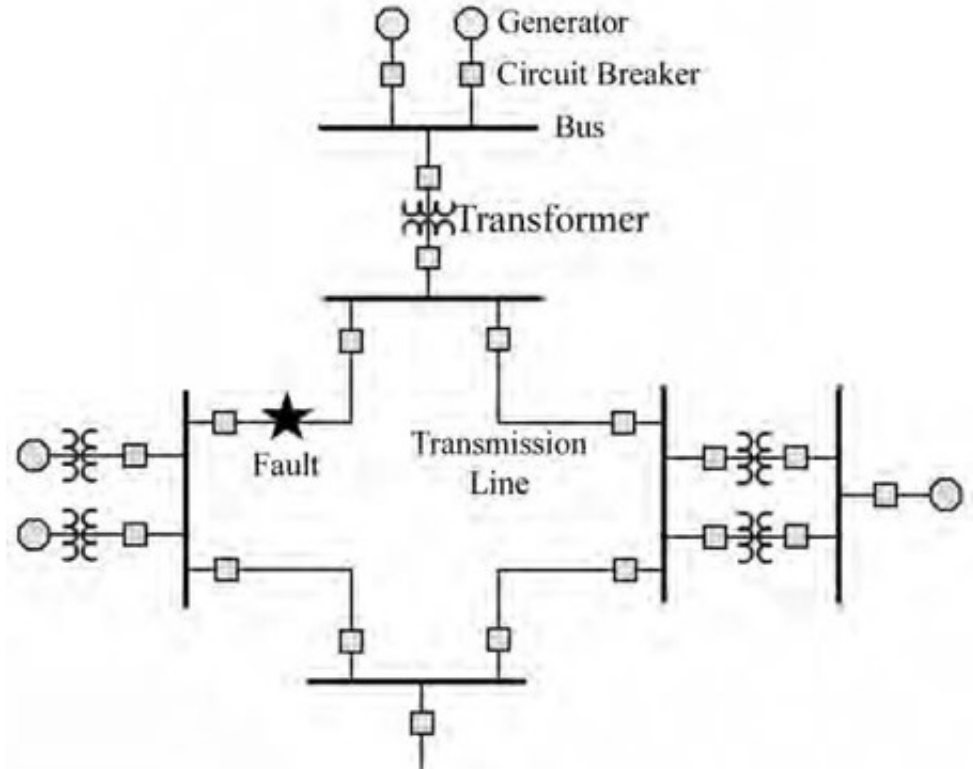 Generator
Circuit Breaker
Bus
Transformer
Fault
Transmission
Line